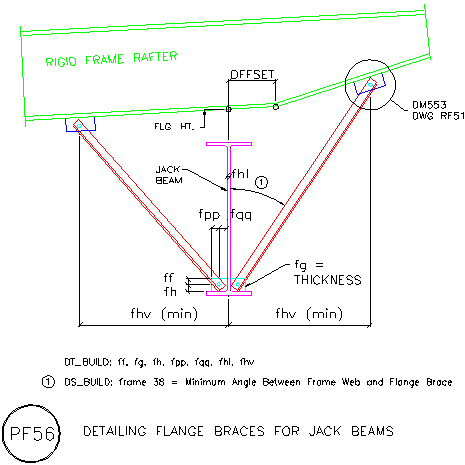 RIGID FRAME RAFTER
OFFSET
DM553
DWG RF51
FLG HT.
JACK
BEAM
fhl
1
fpp
fqq
ff
fh
fg =
THICKNESS
fhv (min)
fhv (min)
DT_BUILD: ff, fg, fh, fpp, fqq, fhl, fhv
1 DS_BUILD: frame 38 = Minimum Angle Between Frame Web and Flange Brace
PF56
DETAILING FLANGE BRACES FOR JACK BEAMS